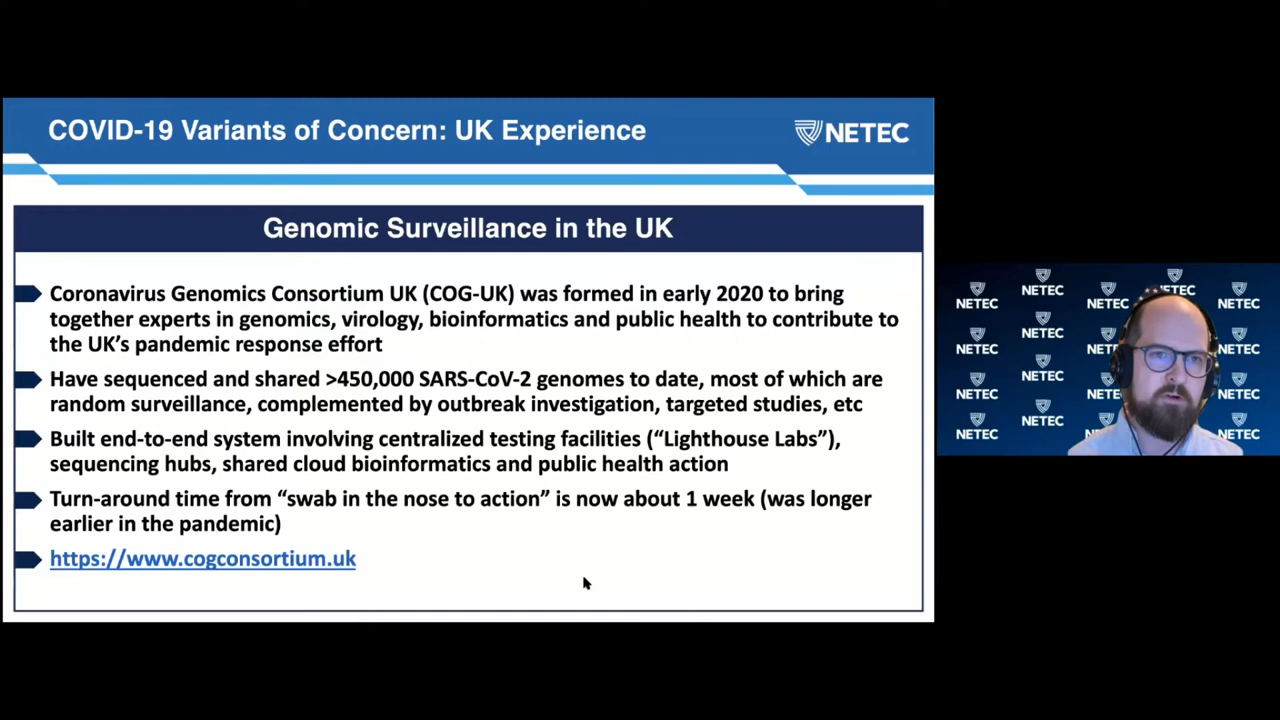 COVID-19 Variants of Concern: UK Experience
NETEC
Genomic Surveillance in the UK
Coronavirus Genomics Consortium UK (COG-UK) was formed in early 2020 to bring
together experts in genomics, virology, bioinformatics and public health to contribute to
the UK’s pandemic response effort
Have sequenced and shared >450,000 SARS-CoV-2 genomes to date, most of which are
random surveillance, complemented by outbreak investigation, targeted studies, etc
Built end-to-end system involving centralized testing facilities (“Lighthouse Labs”),
sequencing hubs, shared cloud bioinformatics and public health action
Turn-around time from “swab in the nose to action” is now about 1 week (was longer
earlier in the pandemic)
https://www.cogconsortium.uk
NETEC NETEC NETEC NETEC NETEC
NETEC NETEC NETEC
NETEC NETEC NETEC
NETEC NETEC NETEC